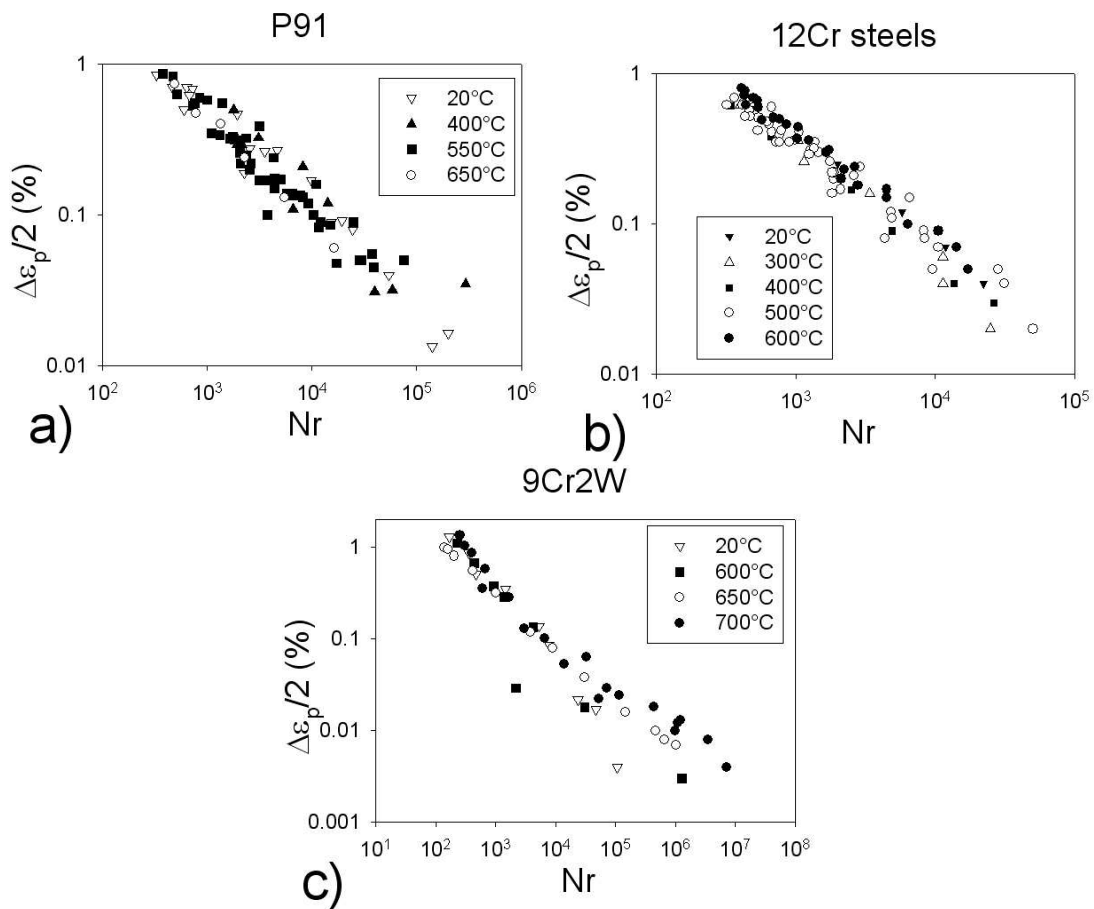 P91
1
0.1
0.01
Δεp/2 (%)
20°C
400°C
550°C
650°C
10²
10³
10⁴
10⁵
10⁶
Nr
a)
12Cr steels
1
0.1
0.01
Δεp/2 (%)
20°C
300°C
400°C
500°C
600°C
10²
10³
10⁴
10⁵
Nr
b)
9Cr2W
1
0.1
0.01
0.001
Δεp/2 (%)
20°C
600°C
650°C
700°C
10¹
10²
10³
10⁴
10⁵
10⁶
10⁷
10⁸
Nr
c)